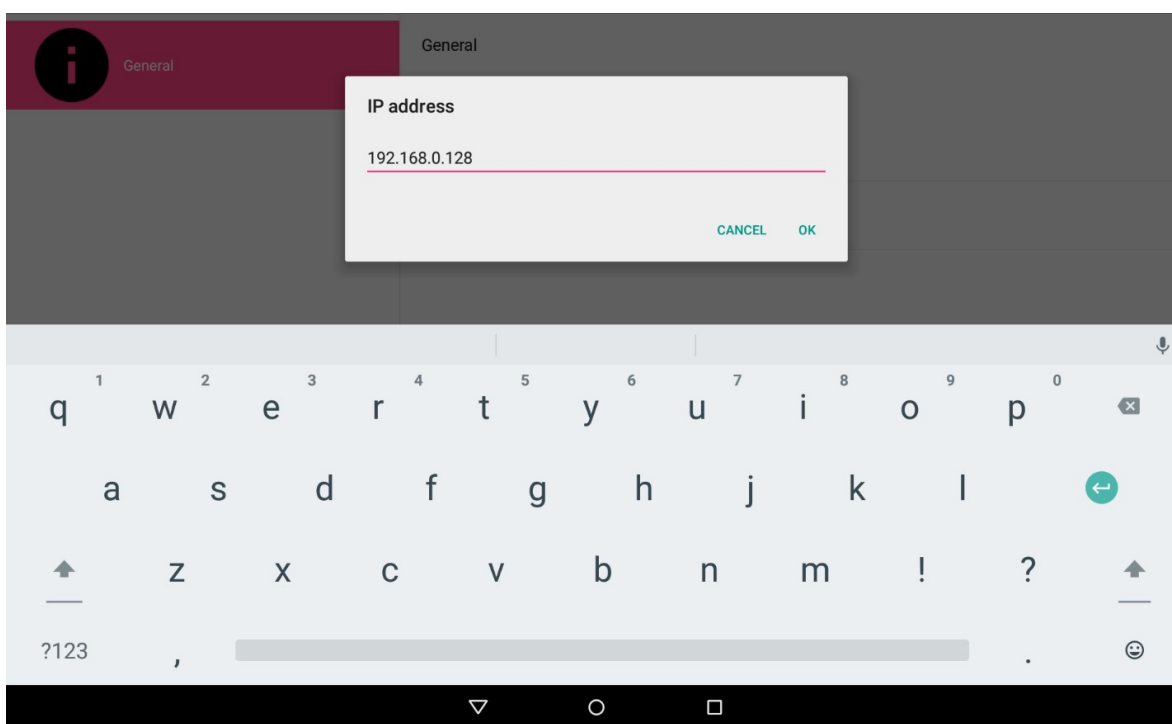 General
General
IP address
192.168.0.128
CANCEL OK
1 2 3 4 5 6 7 8 9 0
q w e r t y u i o p
a s d f g h j k l
z x c v b n m ! ?
?123 , .